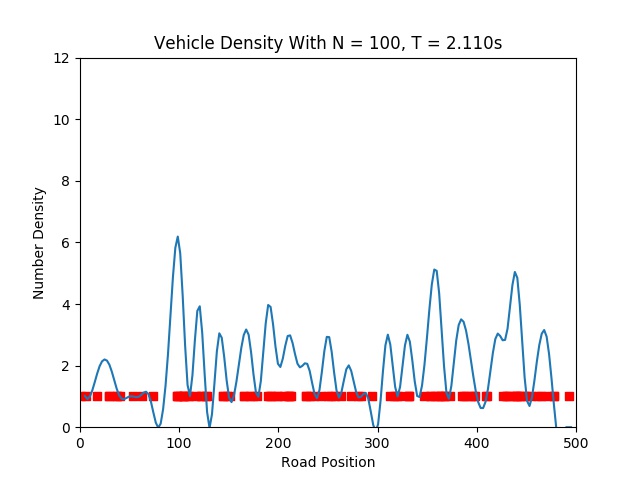 Vehicle Density With N = 100, T = 2.110s
12
10
8
6
4
2
0
Number Density
0 100 200 300 400 500
Road Position